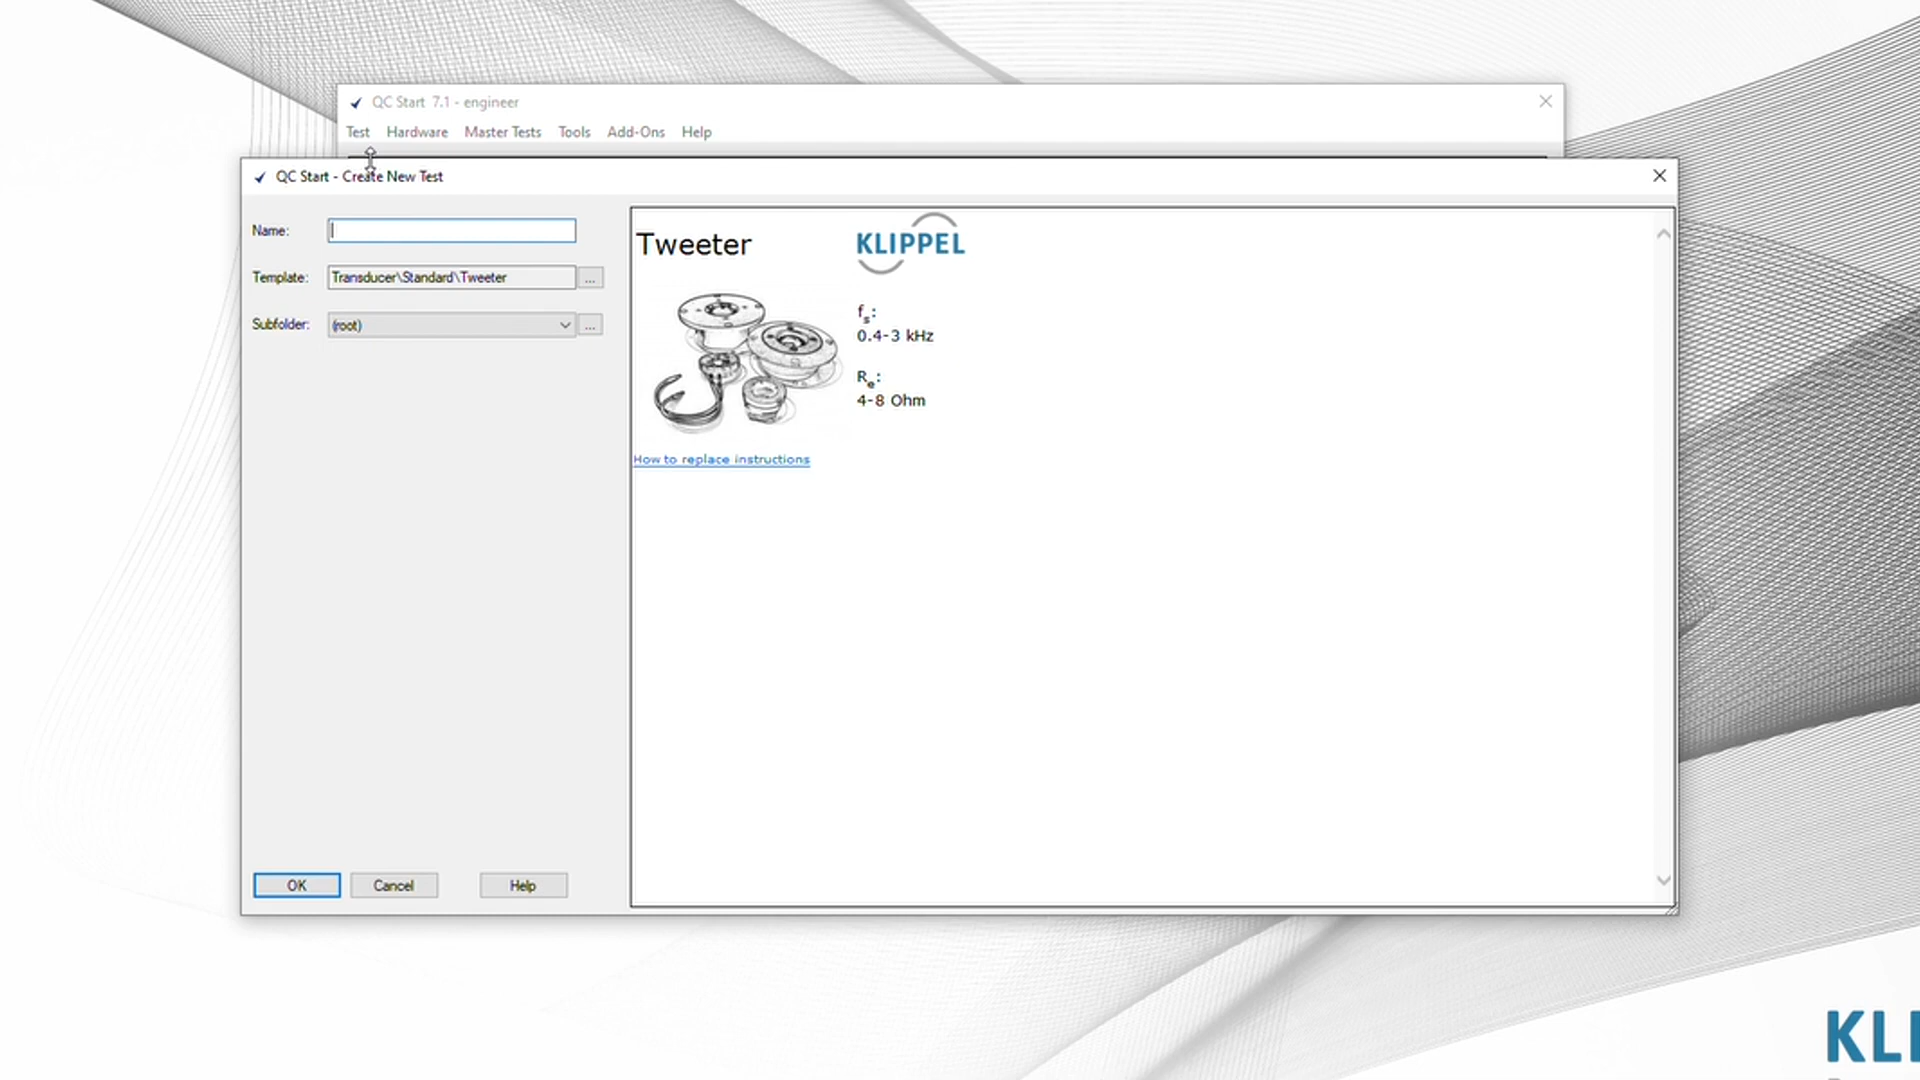 QC Start 7.1 - engineer
Test Hardware Master Tests Tools Add-Ons Help
QC Start - Create New Test
Name:
Template: Transducer\Standard\Tweeter ...
Subfolder: (root) ...
Tweeter
KLIPPEL
fs:
0.4-3 kHz
Re:
4-8 Ohm
How to replace instructions
OK Cancel Help
KLI